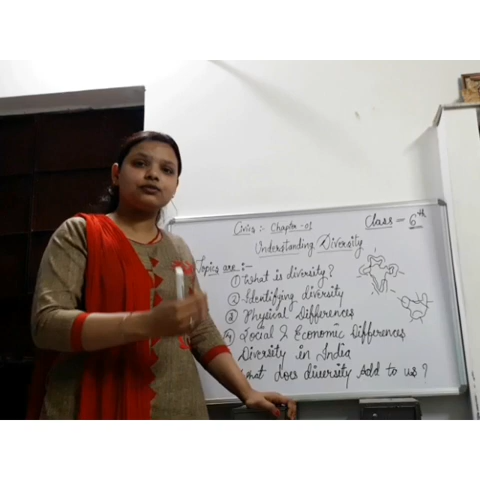 Civics :- Chapter -01
Class = 6th
Understanding Diversity
Topics are :-
① What is diversity?
② Identifying diversity
③ Physical Differences
④ Social & Economic Differences
Diversity in India
What does diversity Add to us ?